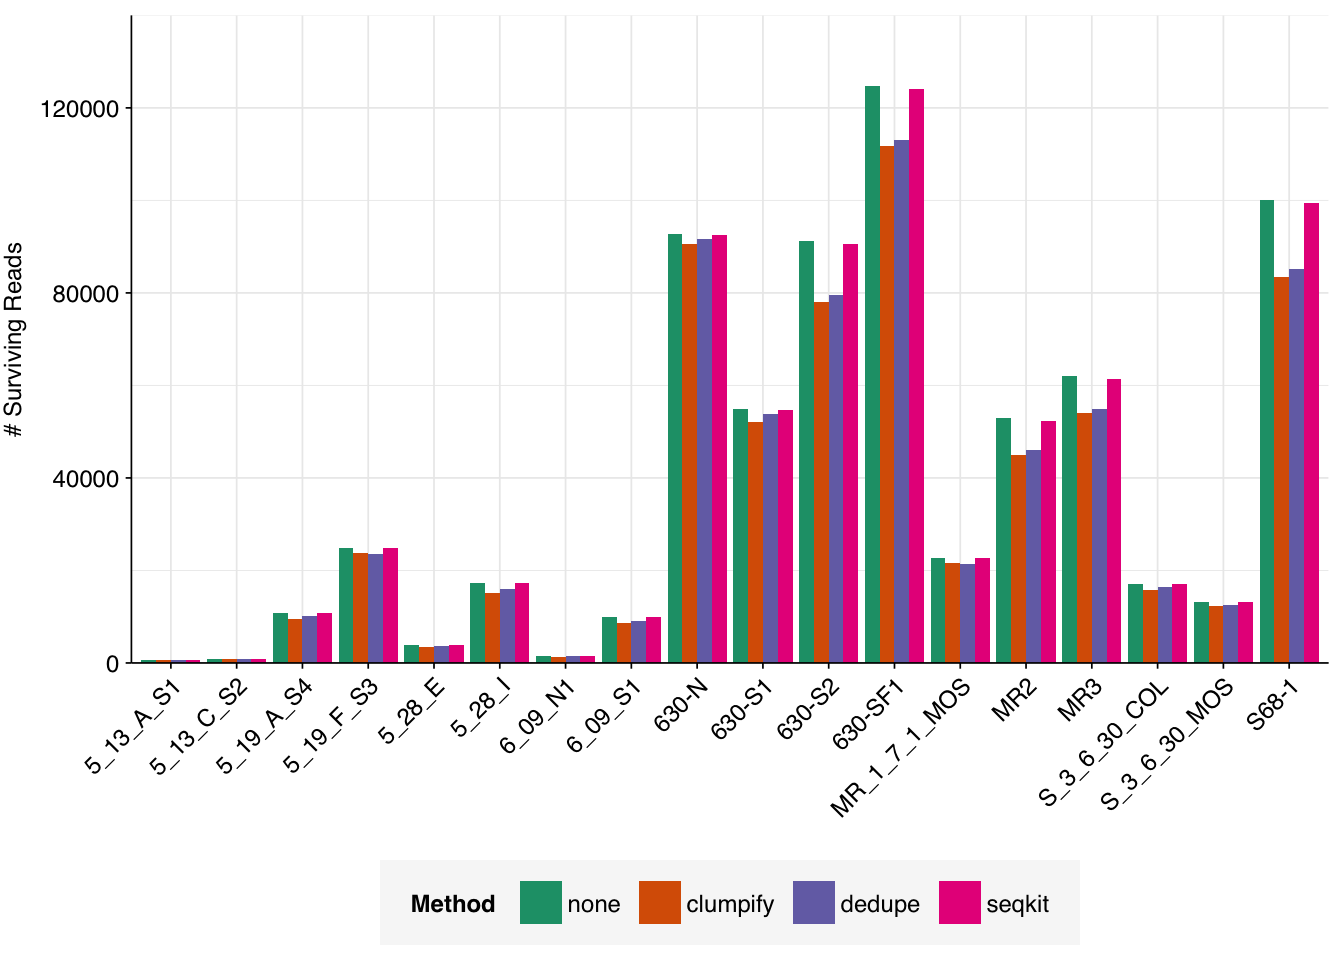 # Surviving Reads
120000
80000
40000
0
5_13_A_S1
5_13_C_S2
5_19_A_S4
5_19_F_S3
5_28_E
5_28_I
6_09_N1
6_09_S1
630-N
630-S1
630-S2
630-SF1
MR_1_7_1_MOS
MR2
MR3
S_3_6_30_COL
S_3_6_30_MOS
S68-1
Method none clumpify dedupe seqkit